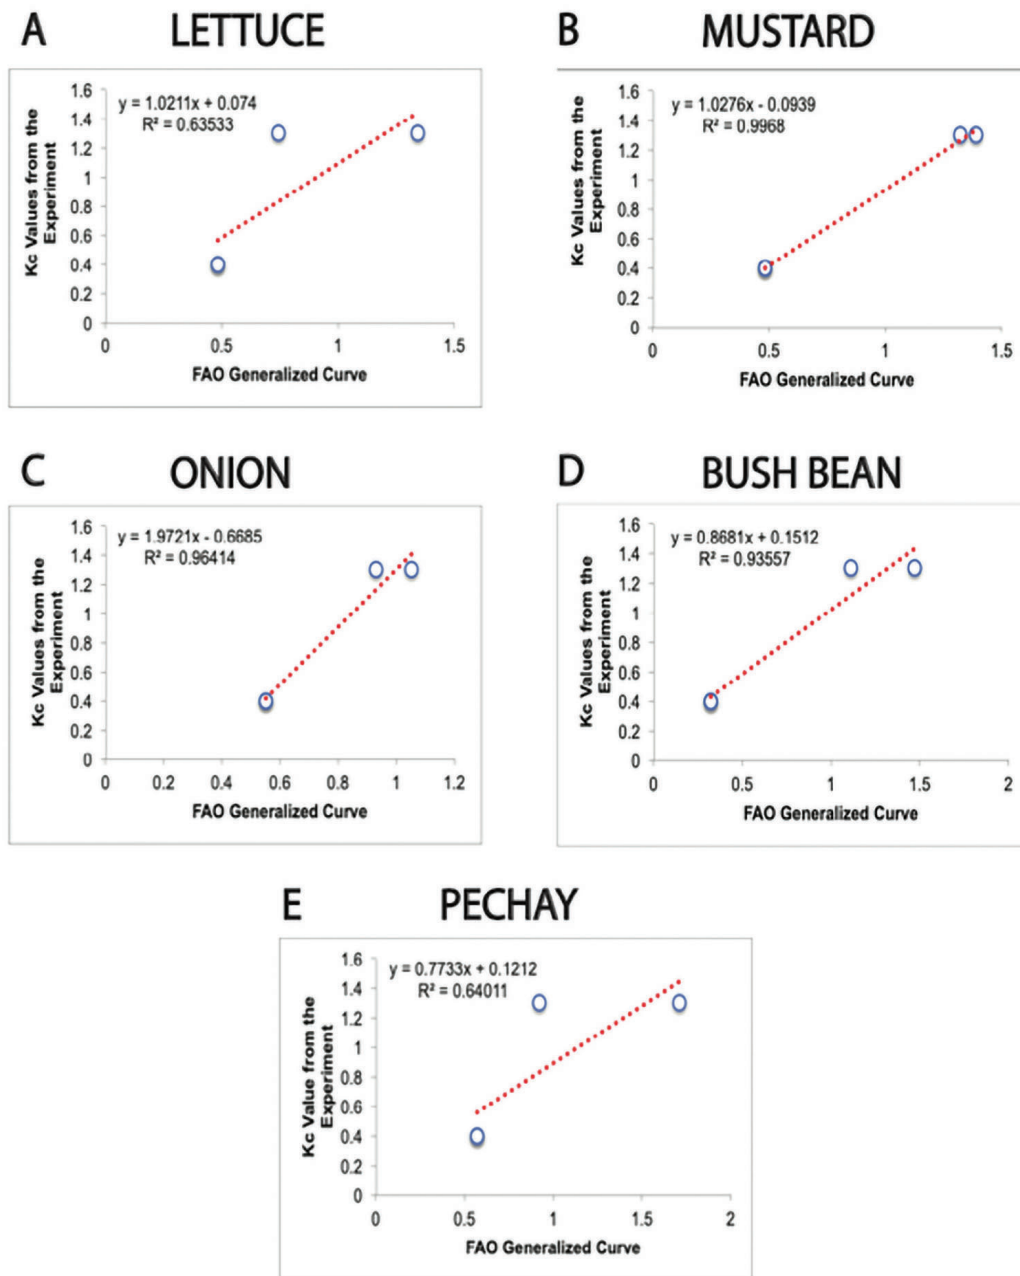 A LETTUCE
y = 1.0211x + 0.074
R² = 0.63533
Kc Values from the
Experiment
1.6
1.4
1.2
1
0.8
0.6
0.4
0.2
0
0 0.5 1 1.5
FAO Generalized Curve
B MUSTARD
y = 1.0276x - 0.0939
R² = 0.9968
Kc Values from the
Experiment
1.6
1.4
1.2
1
0.8
0.6
0.4
0.2
0
0 0.5 1 1.5
FAO Generalized Curve
C ONION
y = 1.9721x - 0.6685
R² = 0.96414
Kc Values from the
Experiment
1.6
1.4
1.2
1
0.8
0.6
0.4
0.2
0
0 0.2 0.4 0.6 0.8 1 1.2
FAO Generalized Curve
D BUSH BEAN
y = 0.8681x + 0.1512
R² = 0.93557
Kc Values from the
Experiment
1.6
1.4
1.2
1
0.8
0.6
0.4
0.2
0
0 0.5 1 1.5 2
FAO Generalized Curve
E PECHAY
y = 0.7733x + 0.1212
R² = 0.64011
Kc Value from the
Experiment
1.6
1.4
1.2
1
0.8
0.6
0.4
0.2
0
0 0.5 1 1.5 2
FAO Generalized Curve